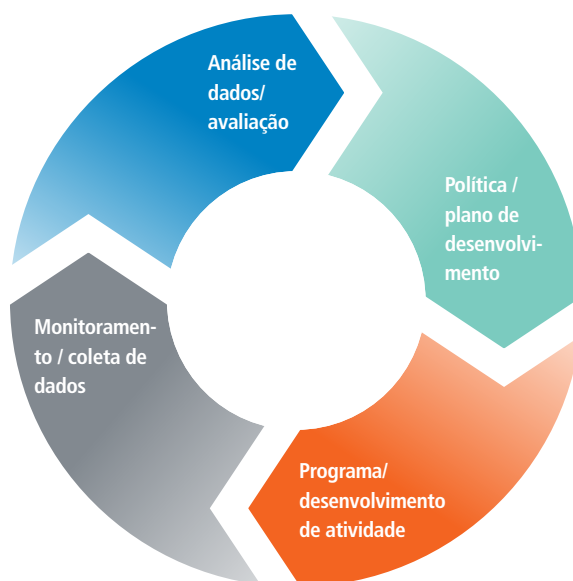 Análise de
dados/
avaliação
Política /
plano de
desenvolvi-
mento
Programa/
desenvolvimento
de atividade
Monitoramen-
to / coleta de
dados